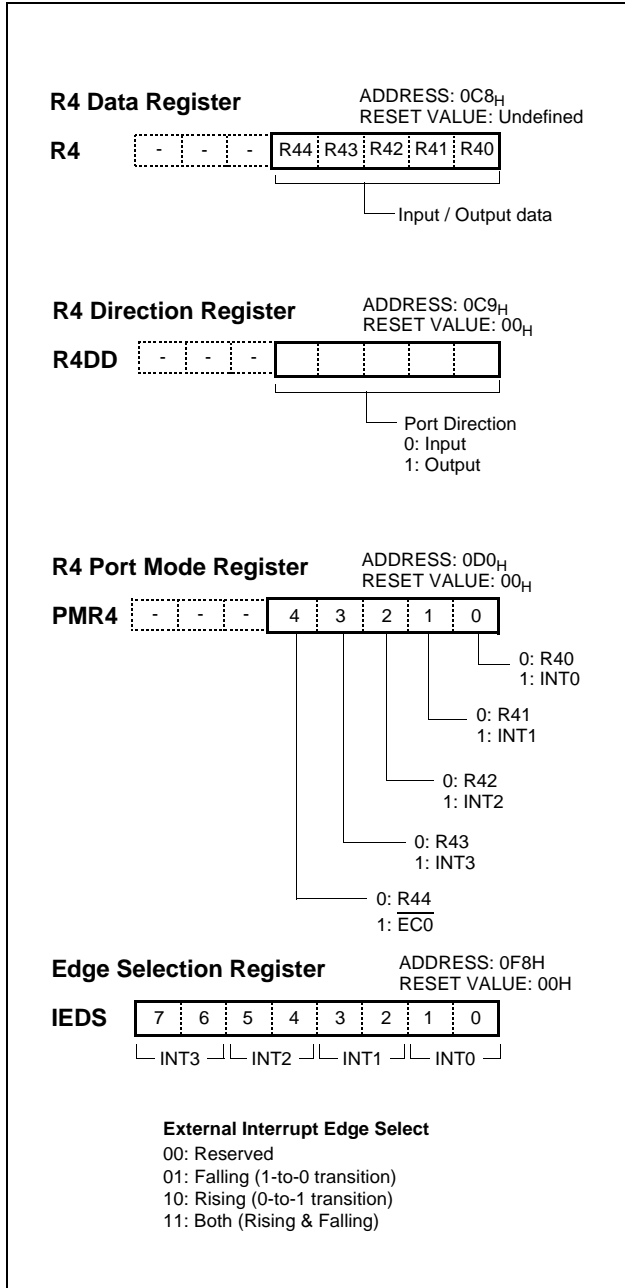 R4 Data Register ADDRESS: 0C8H
RESET VALUE: Undefined
R4 - - - R44 R43 R42 R41 R40
Input / Output data
R4 Direction Register ADDRESS: 0C9H
RESET VALUE: 00H
R4DD - - -
Port Direction
0: Input
1: Output
R4 Port Mode Register ADDRESS: 0D0H
RESET VALUE: 00H
PMR4 - - - 4 3 2 1 0
0: R40
1: INT0
0: R41
1: INT1
0: R42
1: INT2
0: R43
1: INT3
0: R44
1: EC0
Edge Selection Register ADDRESS: 0F8H
RESET VALUE: 00H
IEDS 7 6 5 4 3 2 1 0
INT3 INT2 INT1 INT0
External Interrupt Edge Select
00: Reserved
01: Falling (1-to-0 transition)
10: Rising (0-to-1 transition)
11: Both (Rising & Falling)